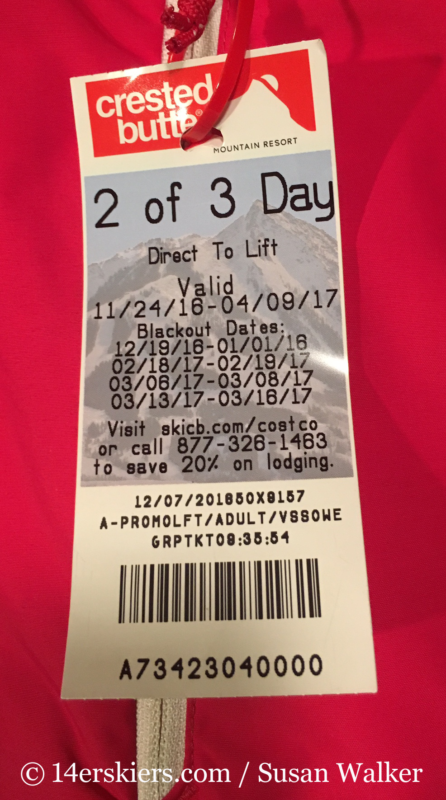 crested
butte®
MOUNTAIN RESORT
2 of 3 Day
Direct To Lift
Valid
11/24/16-04/09/17
Blackout Dates:
12/19/16-01/01/16
02/18/17-02/19/17
03/06/17-03/08/17
03/13/17-03/16/17
Visit skicb.com/costco
or call 877-326-1463
to save 20% on lodging.
12/07/201650X9157
A-PROMOLFT/ADULT/VSSOWE
GRPTKT09:35:54
A73423040000
© 14erskiers.com / Susan Walker